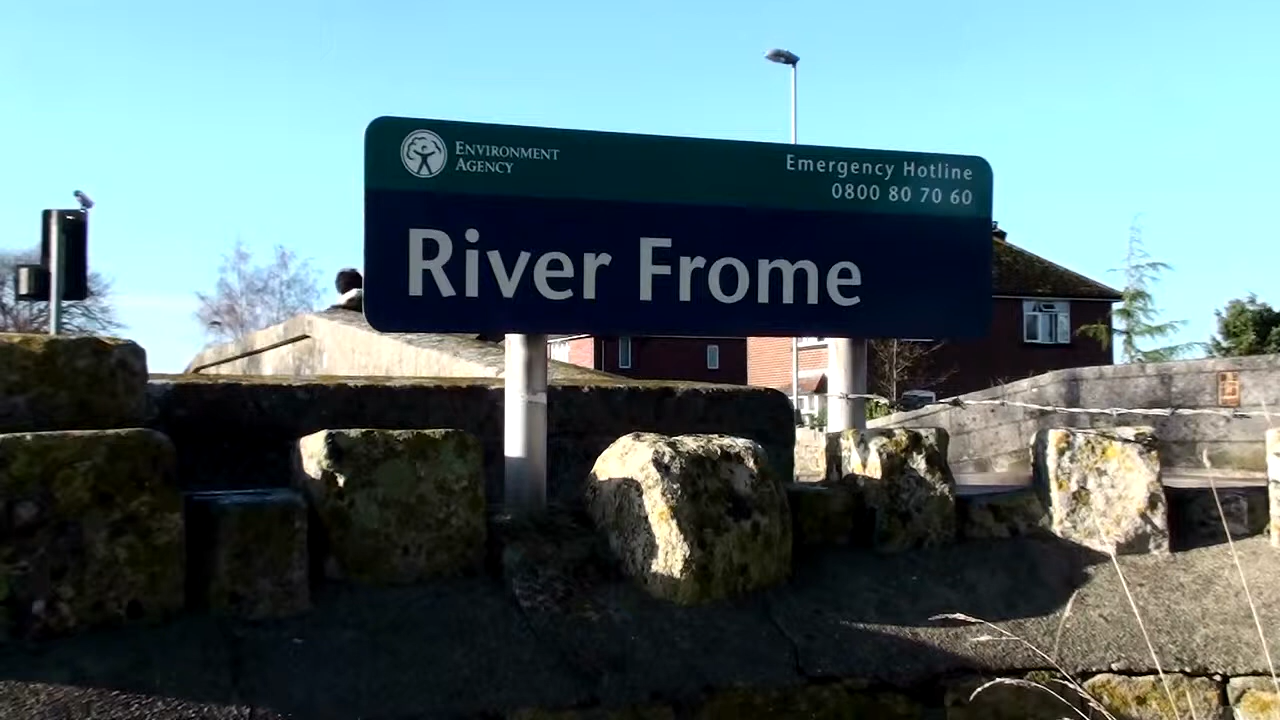 ENVIRONMENT
AGENCY
Emergency Hotline
0800 80 70 60
River Frome